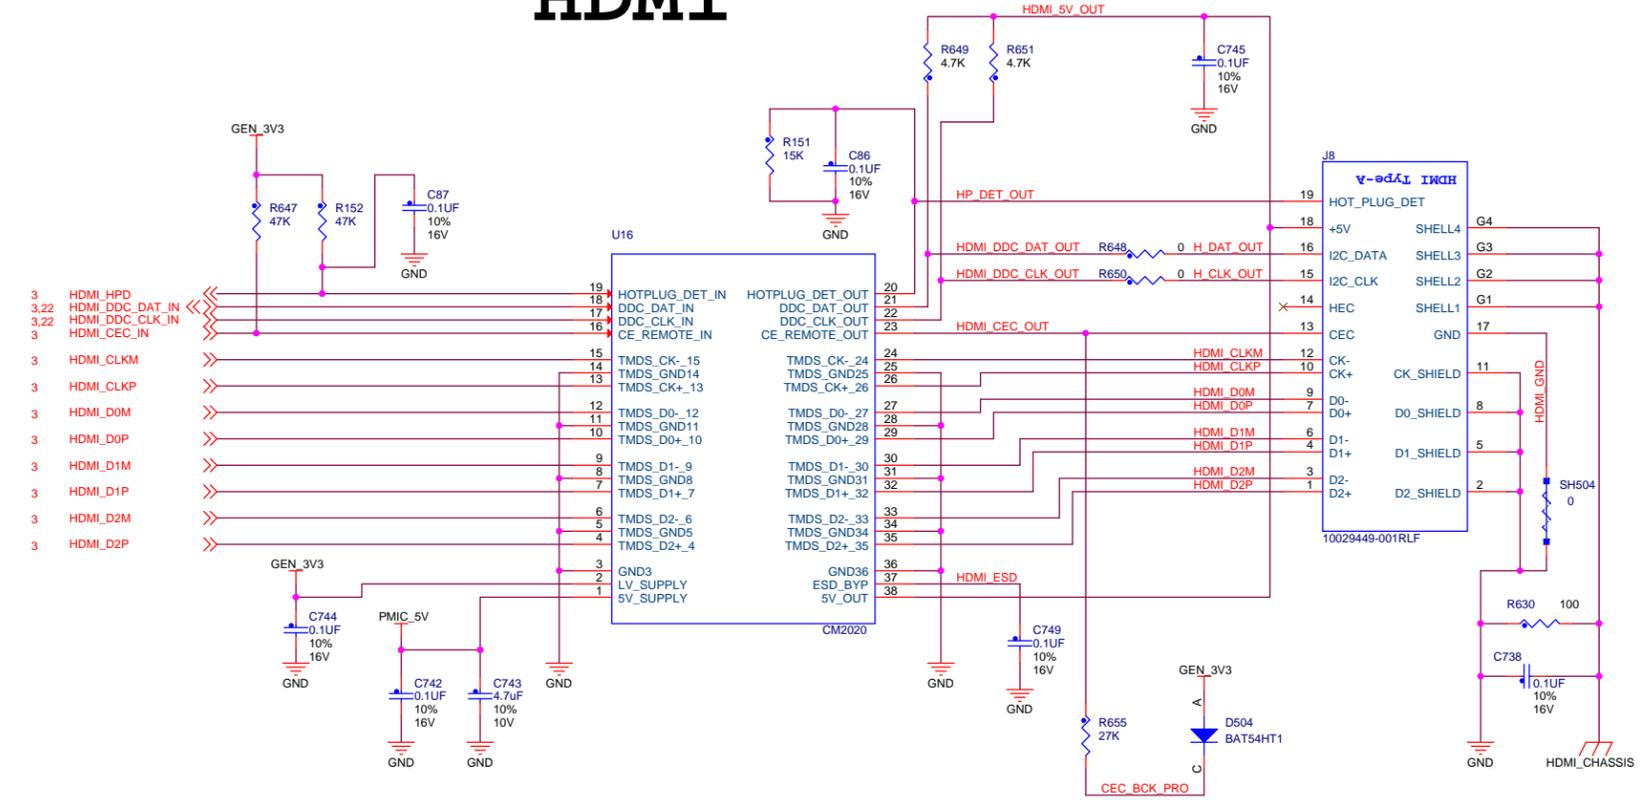 HDMI
HDMI_5V_OUT
R649
4.7K
R651
4.7K
C745
0.1UF
10%
16V
GND
GEN_3V3
R647
47K
R152
47K
C87
0.1UF
10%
16V
GND
R151
15K
C86
0.1UF
10%
16V
GND
3 HDMI_HPD
3,22 HDMI_DDC_DAT_IN
3,22 HDMI_DDC_CLK_IN
3 HDMI_CEC_IN
3 HDMI_CLKM
3 HDMI_CLKP
3 HDMI_D0M
3 HDMI_D0P
3 HDMI_D1M
3 HDMI_D1P
3 HDMI_D2M
3 HDMI_D2P
U16
19 HOTPLUG_DET_IN
18 DDC_DAT_IN
17 DDC_CLK_IN
16 CE_REMOTE_IN
15 TMDS_CK-_15
14 TMDS_GND14
13 TMDS_CK+_13
12 TMDS_D0-_12
11 TMDS_GND11
10 TMDS_D0+_10
9 TMDS_D1-_9
8 TMDS_GND8
7 TMDS_D1+_7
6 TMDS_D2-_6
5 TMDS_GND5
4 TMDS_D2+_4
3 GND3
2 LV_SUPPLY
1 5V_SUPPLY
HOTPLUG_DET_OUT 20
DDC_DAT_OUT 21
DDC_CLK_OUT 22
CE_REMOTE_OUT 23
TMDS_CK-_24 24
TMDS_GND25 25
TMDS_CK+_26 26
TMDS_D0-_27 27
TMDS_GND28 28
TMDS_D0+_29 29
TMDS_D1-_30 30
TMDS_GND31 31
TMDS_D1+_32 32
TMDS_D2-_33 33
TMDS_GND34 34
TMDS_D2+_35 35
GND36 36
ESD_BYP 37
5V_OUT 38
CM2020
GEN_3V3
C744
0.1UF
10%
16V
GND
PMIC_5V
C742
0.1UF
10%
16V
GND
C743
4.7uF
10%
10V
GND
GND
GND
HP_DET_OUT
HDMI_DDC_DAT_OUT R648 0 H_DAT_OUT
HDMI_DDC_CLK_OUT R650 0 H_CLK_OUT
HDMI_CEC_OUT
HDMI_CLKM
HDMI_CLKP
HDMI_D0M
HDMI_D0P
HDMI_D1M
HDMI_D1P
HDMI_D2M
HDMI_D2P
HDMI_ESD
C749
0.1UF
10%
16V
GND
R655
27K
GEN_3V3
A
D504
BAT54HT1
C
CEC_BCK_PRO
J8
HDMI Type-A
19 HOT_PLUG_DET
18 +5V
16 I2C_DATA
15 I2C_CLK
14 HEC
13 CEC
12 CK-
10 CK+
9 D0-
7 D0+
6 D1-
4 D1+
3 D2-
1 D2+
SHELL4 G4
SHELL3 G3
SHELL2 G2
SHELL1 G1
GND 17
CK_SHIELD 11
D0_SHIELD 8
D1_SHIELD 5
D2_SHIELD 2
10029449-001RLF
HDMI_GND
SH504
0
R630 100
C738
0.1UF
10%
16V
GND
HDMI_CHASSIS